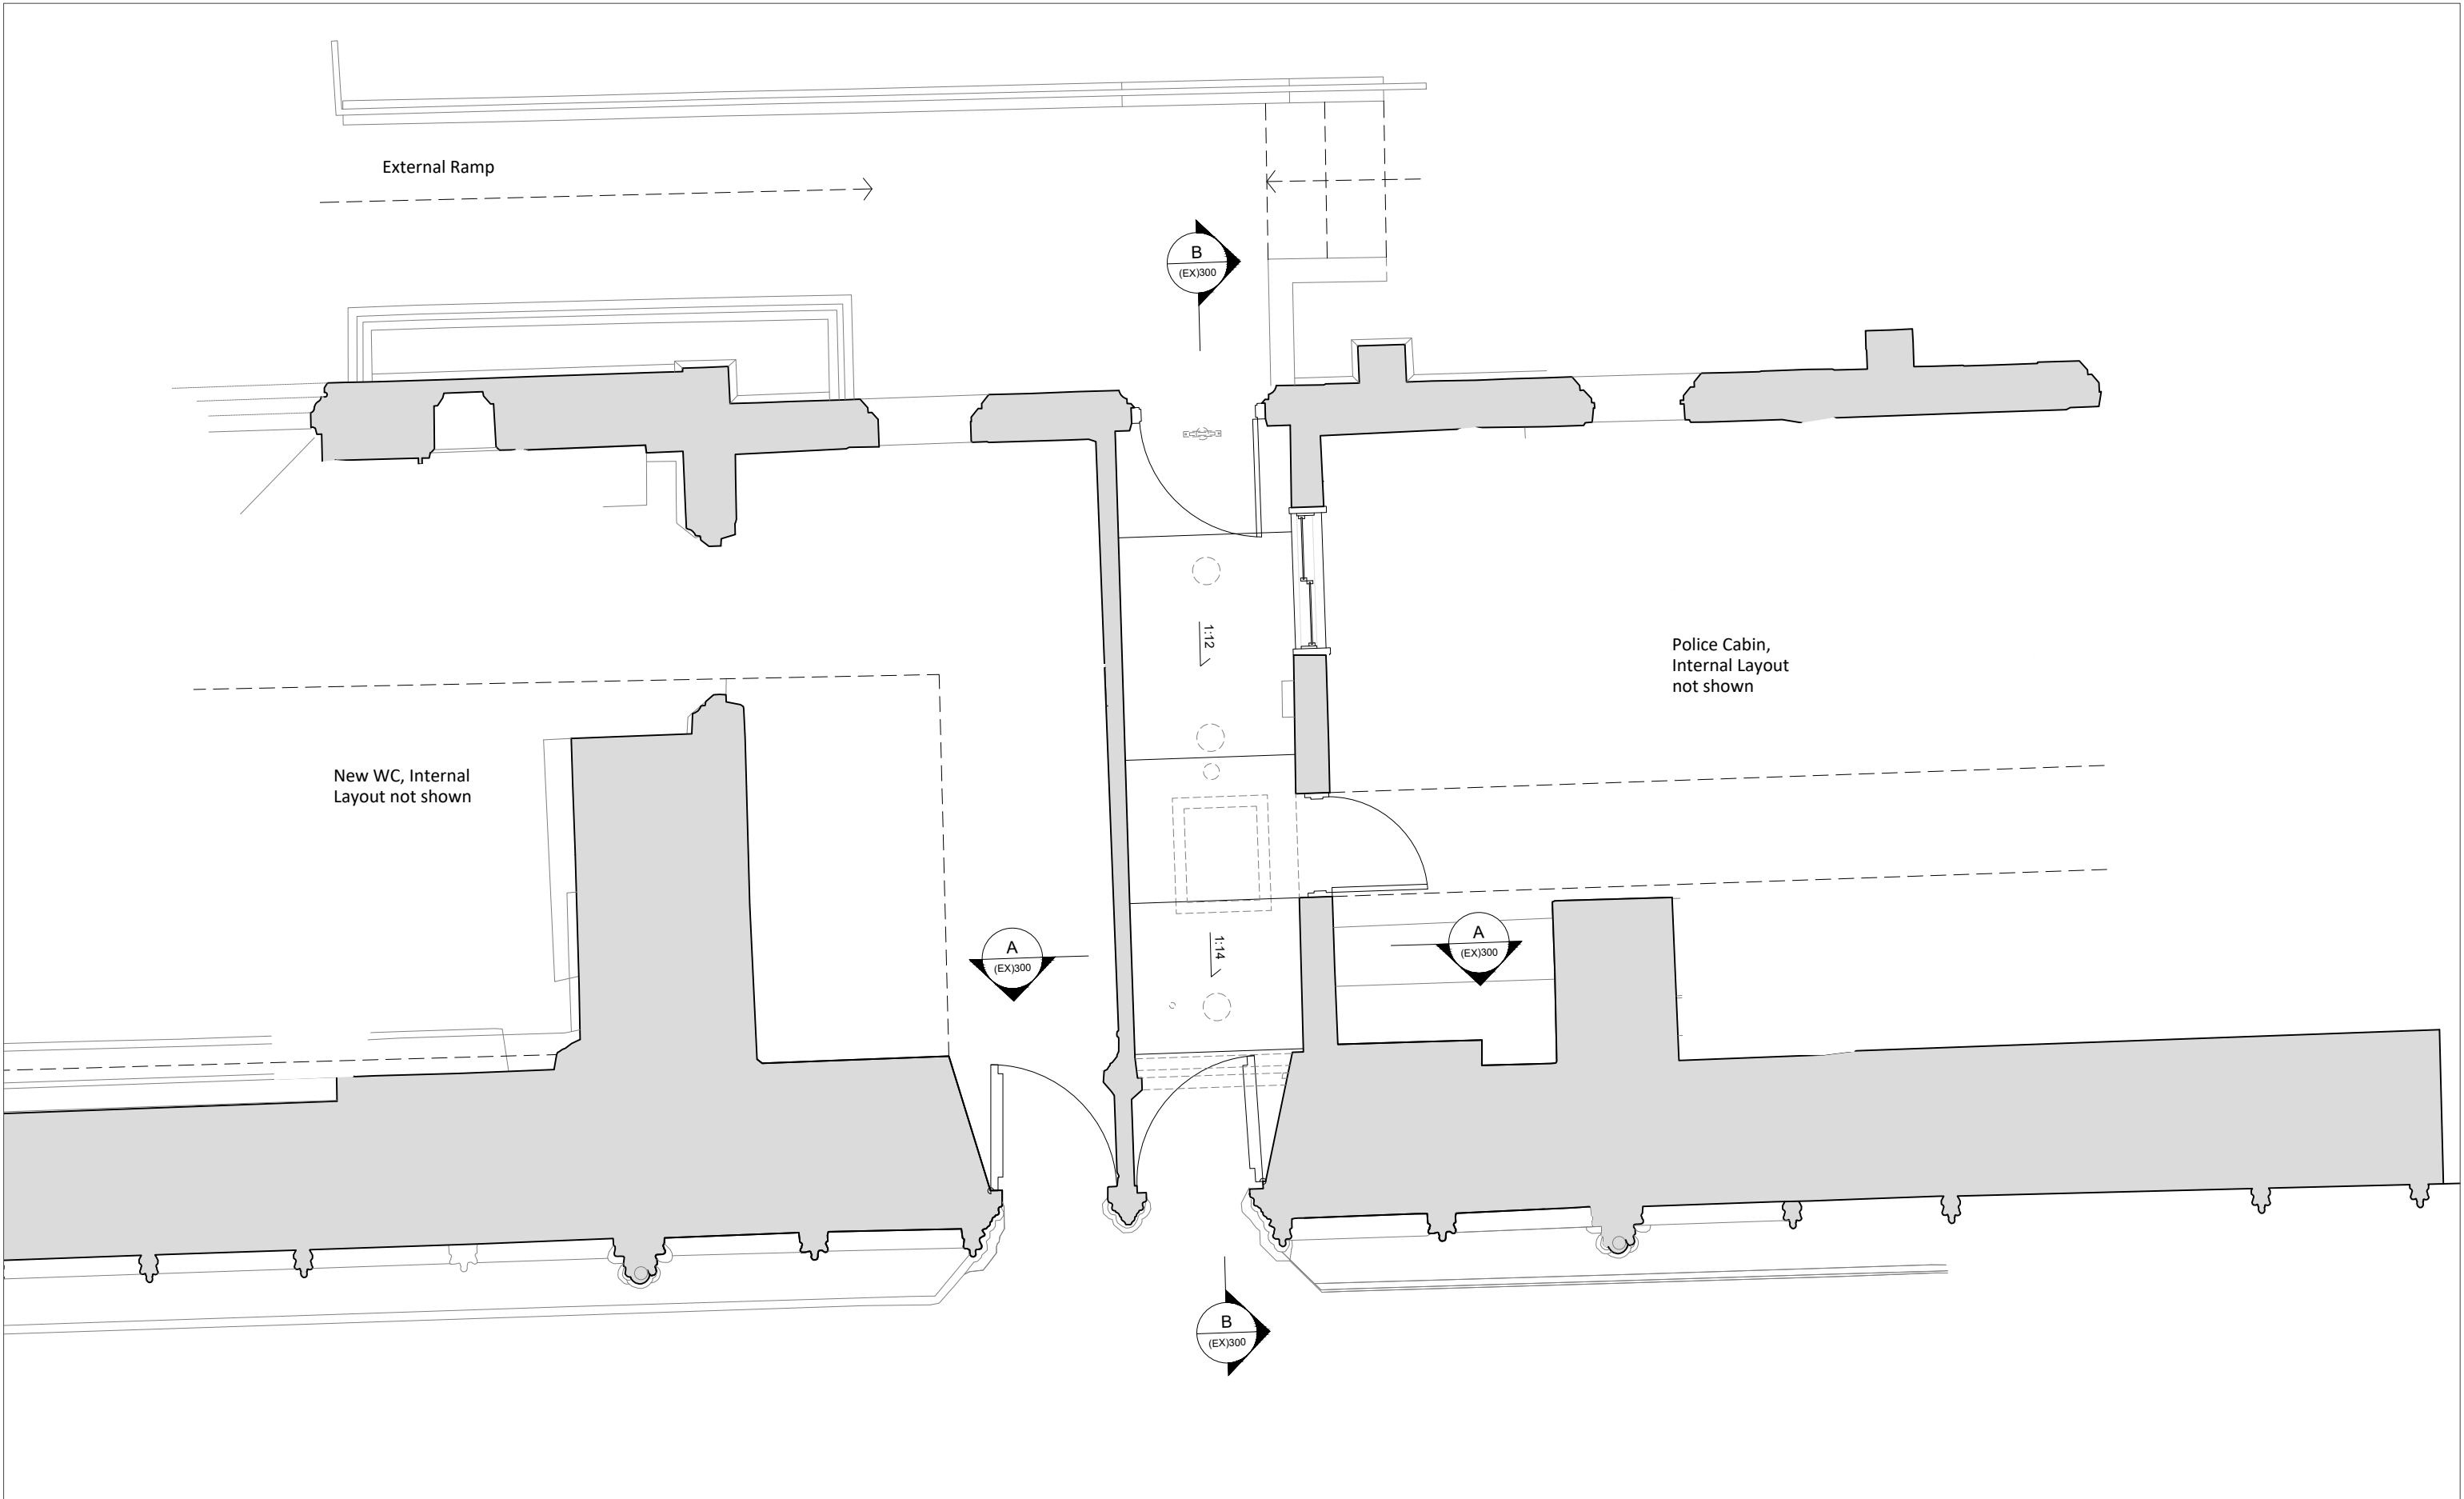 External Ramp
B
(EX)300
1:12
Police Cabin,
Internal Layout
not shown
New WC, Internal
Layout not shown
A
(EX)300
1:14
A
(EX)300
B
(EX)300